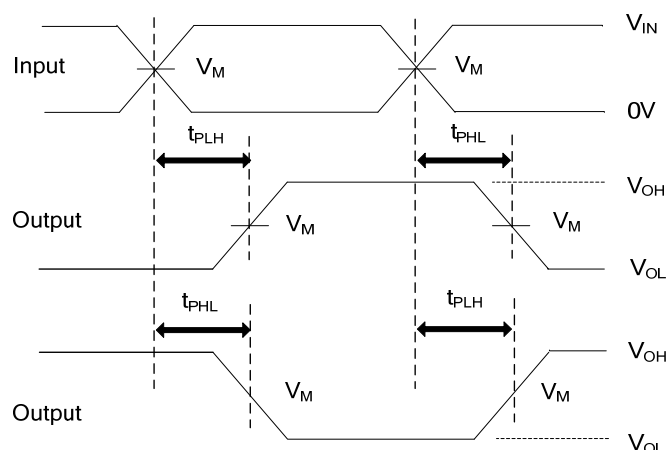 V_IN
Input V_M V_M
0V
t_PLH t_PHL
V_OH
Output V_M V_M
V_OL
t_PHL t_PLH
V_OH
V_M V_M
Output
V_OL